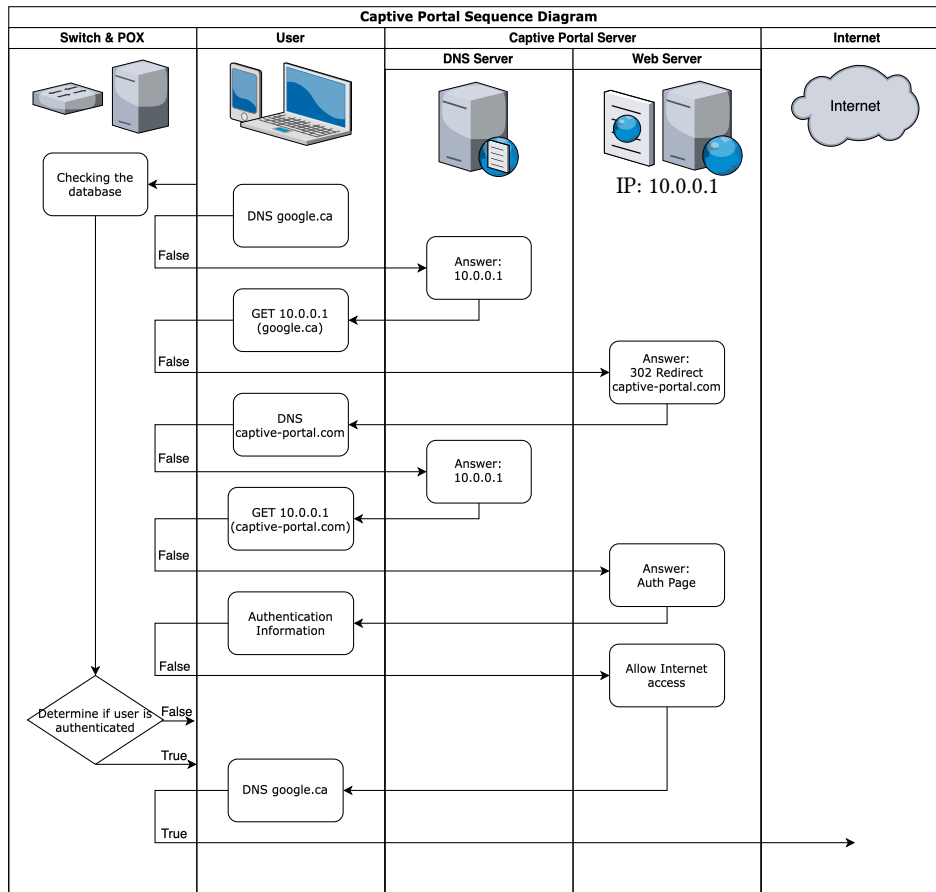 Captive Portal Sequence Diagram
Switch & POX
User
Captive Portal Server
Internet
DNS Server
Web Server
Internet
IP: 10.0.0.1
Checking the
database
DNS google.ca
False
Answer:
10.0.0.1
GET 10.0.0.1
(google.ca)
False
Answer:
302 Redirect
captive-portal.com
DNS
captive-portal.com
False
Answer:
10.0.0.1
GET 10.0.0.1
(captive-portal.com)
False
Answer:
Auth Page
Authentication
Information
False
Allow Internet
access
Determine if user is
authenticated
False
True
DNS google.ca
True